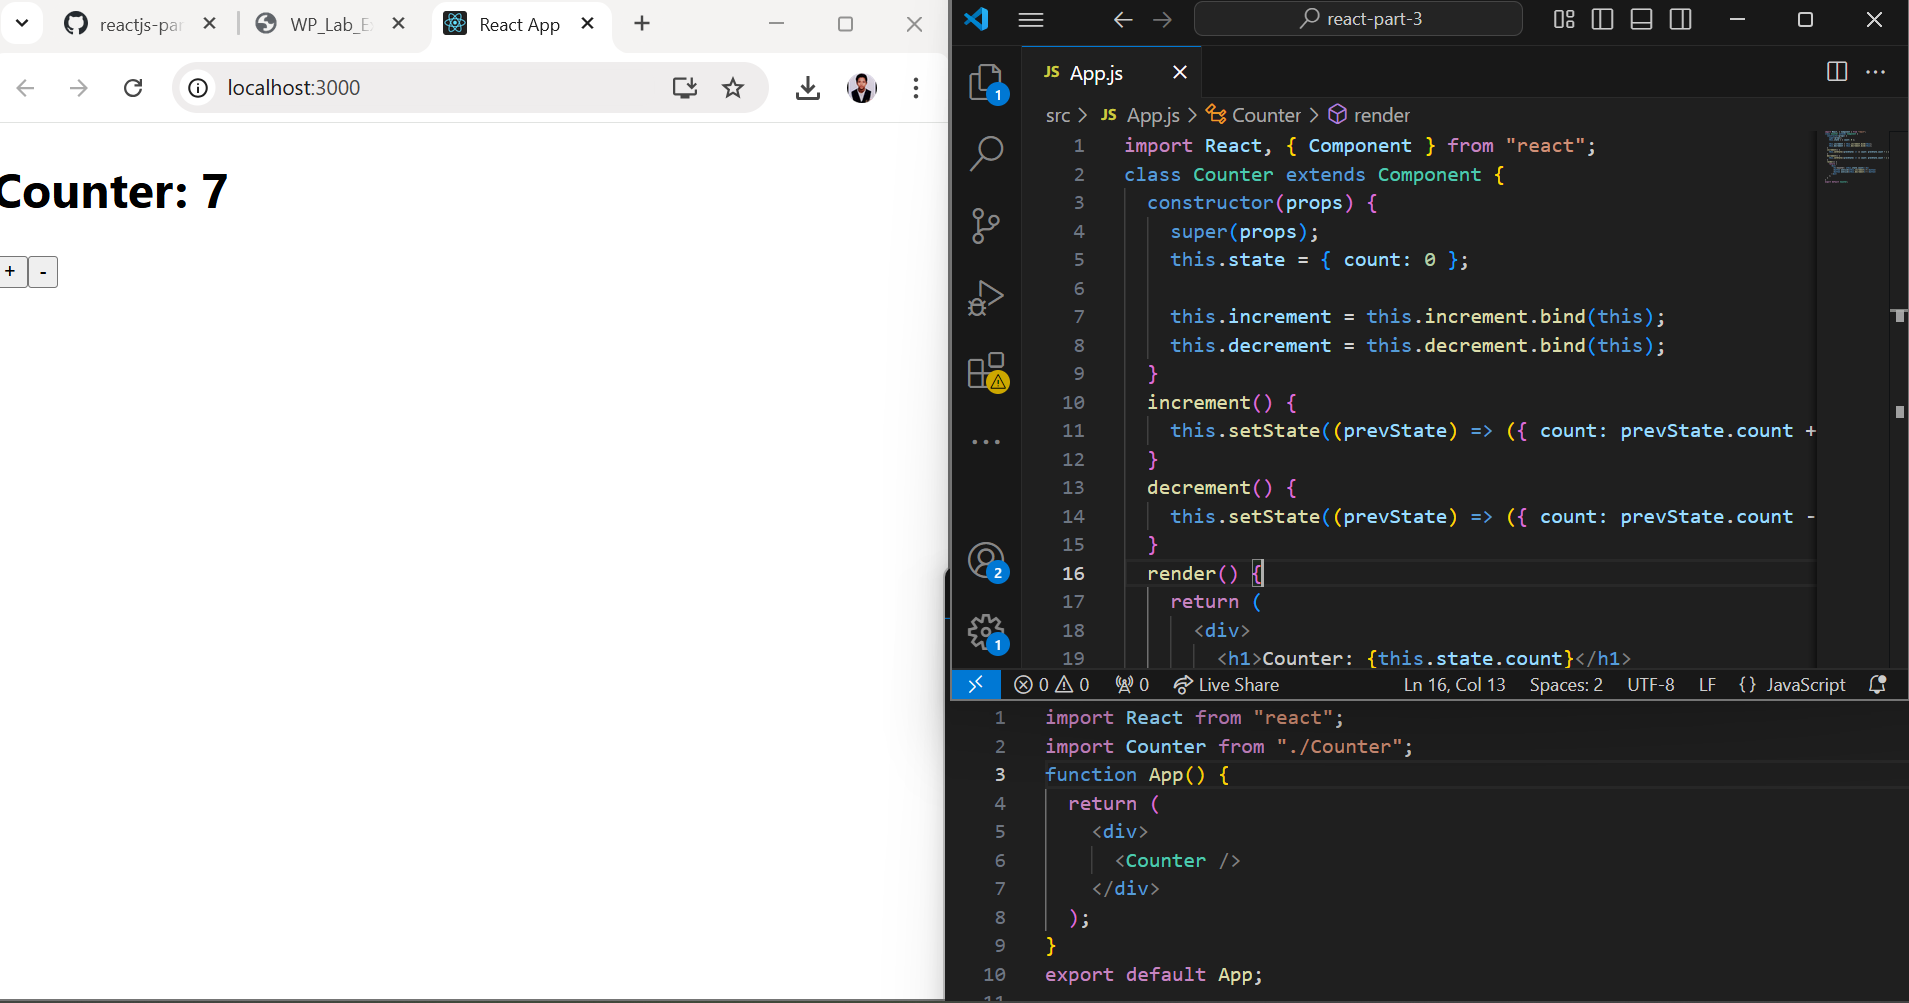 reactjs-par
WP_Lab_E
React App
localhost:3000
Counter: 7
+ -
react-part-3
JS App.js
1
src > JS App.js > Counter > render
1 import React, { Component } from "react";
2 class Counter extends Component {
3 constructor(props) {
4 super(props);
5 this.state = { count: 0 };
6
7 this.increment = this.increment.bind(this);
8 this.decrement = this.decrement.bind(this);
9 }
10 increment() {
11 this.setState((prevState) => ({ count: prevState.count +
12 }
13 decrement() {
14 this.setState((prevState) => ({ count: prevState.count -
15 }
16 render() {
17 return (
18 <div>
19 <h1>Counter: {this.state.count}</h1>
2
1
0 0 0 Live Share Ln 16, Col 13 Spaces: 2 UTF-8 LF {} JavaScript
1 import React from "react";
2 import Counter from "./Counter";
3 function App() {
4 return (
5 <div>
6 <Counter />
7 </div>
8 );
9 }
10 export default App;
11